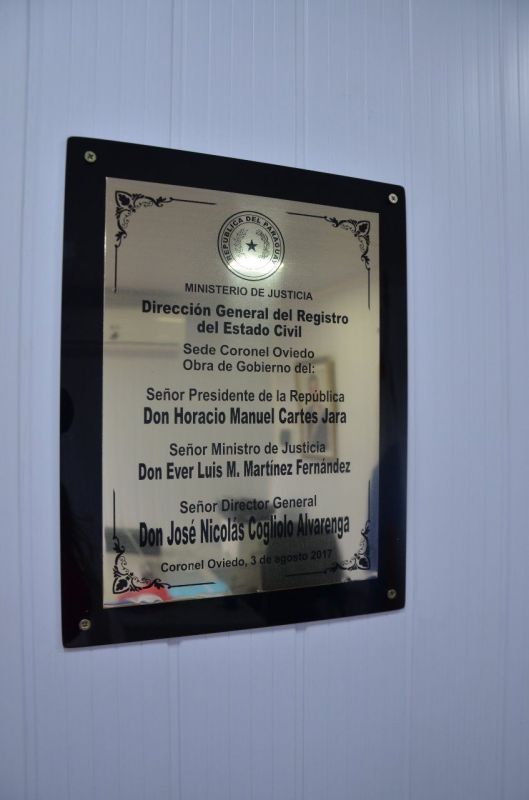 REPÚBLICA DEL PARAGUAY
MINISTERIO DE JUSTICIA
Dirección General del Registro
del Estado Civil
Sede Coronel Oviedo
Obra de Gobierno del:
Señor Presidente de la República
Don Horacio Manuel Cartes Jara
Señor Ministro de Justicia
Don Ever Luis M. Martínez Fernández
Señor Director General
Don José Nicolás Cogliolo Alvarenga
Coronel Oviedo, 3 de agosto 2017